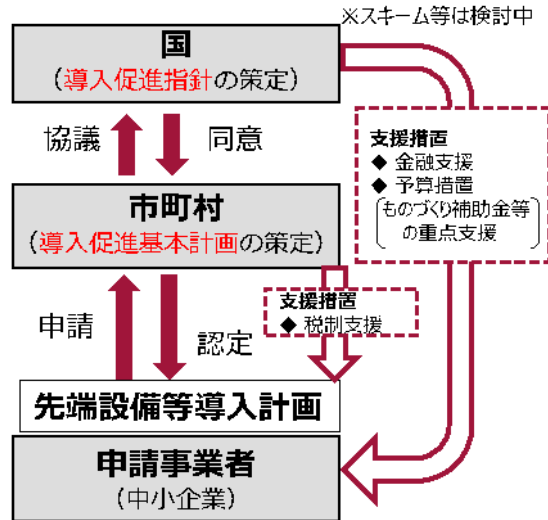 ※スキーム等は検討中
国
（導入促進指針の策定）
協議
同意
支援措置
◆ 金融支援
◆ 予算措置
ものづくり補助金等
の重点支援
市町村
（導入促進基本計画の策定）
支援措置
◆ 税制支援
申請
認定
先端設備等導入計画
申請事業者
（中小企業）